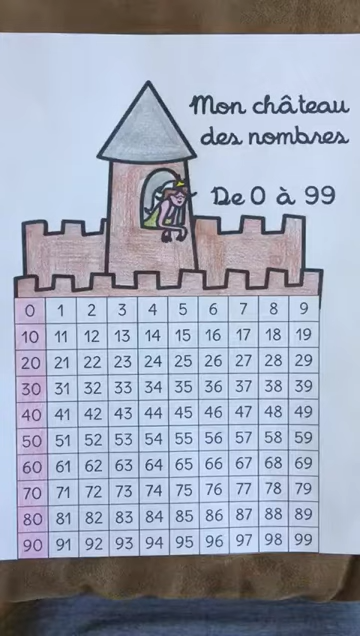 Mon château
des nombres
De 0 à 99
0 1 2 3 4 5 6 7 8 9
10 11 12 13 14 15 16 17 18 19
20 21 22 23 24 25 26 27 28 29
30 31 32 33 34 35 36 37 38 39
40 41 42 43 44 45 46 47 48 49
50 51 52 53 54 55 56 57 58 59
60 61 62 63 64 65 66 67 68 69
70 71 72 73 74 75 76 77 78 79
80 81 82 83 84 85 86 87 88 89
90 91 92 93 94 95 96 97 98 99